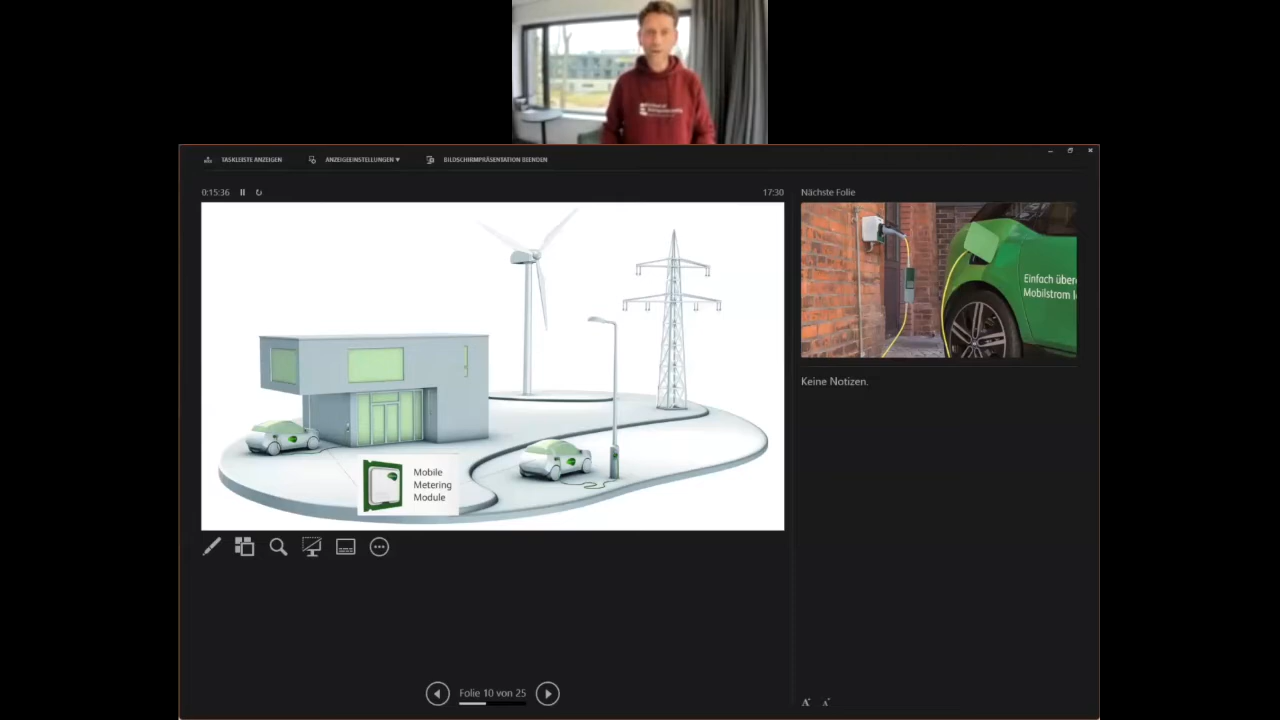 TASKLEISTE ANZEIGEN
ANZEIGEEINSTELLUNGEN ▼
BILDSCHIRMPRÄSENTATION BEENDEN
0:15:36
17:30
Nächste Folie
Einfach über
Mobilstrom
Keine Notizen.
Mobile
Metering
Module
Folie 10 von 25